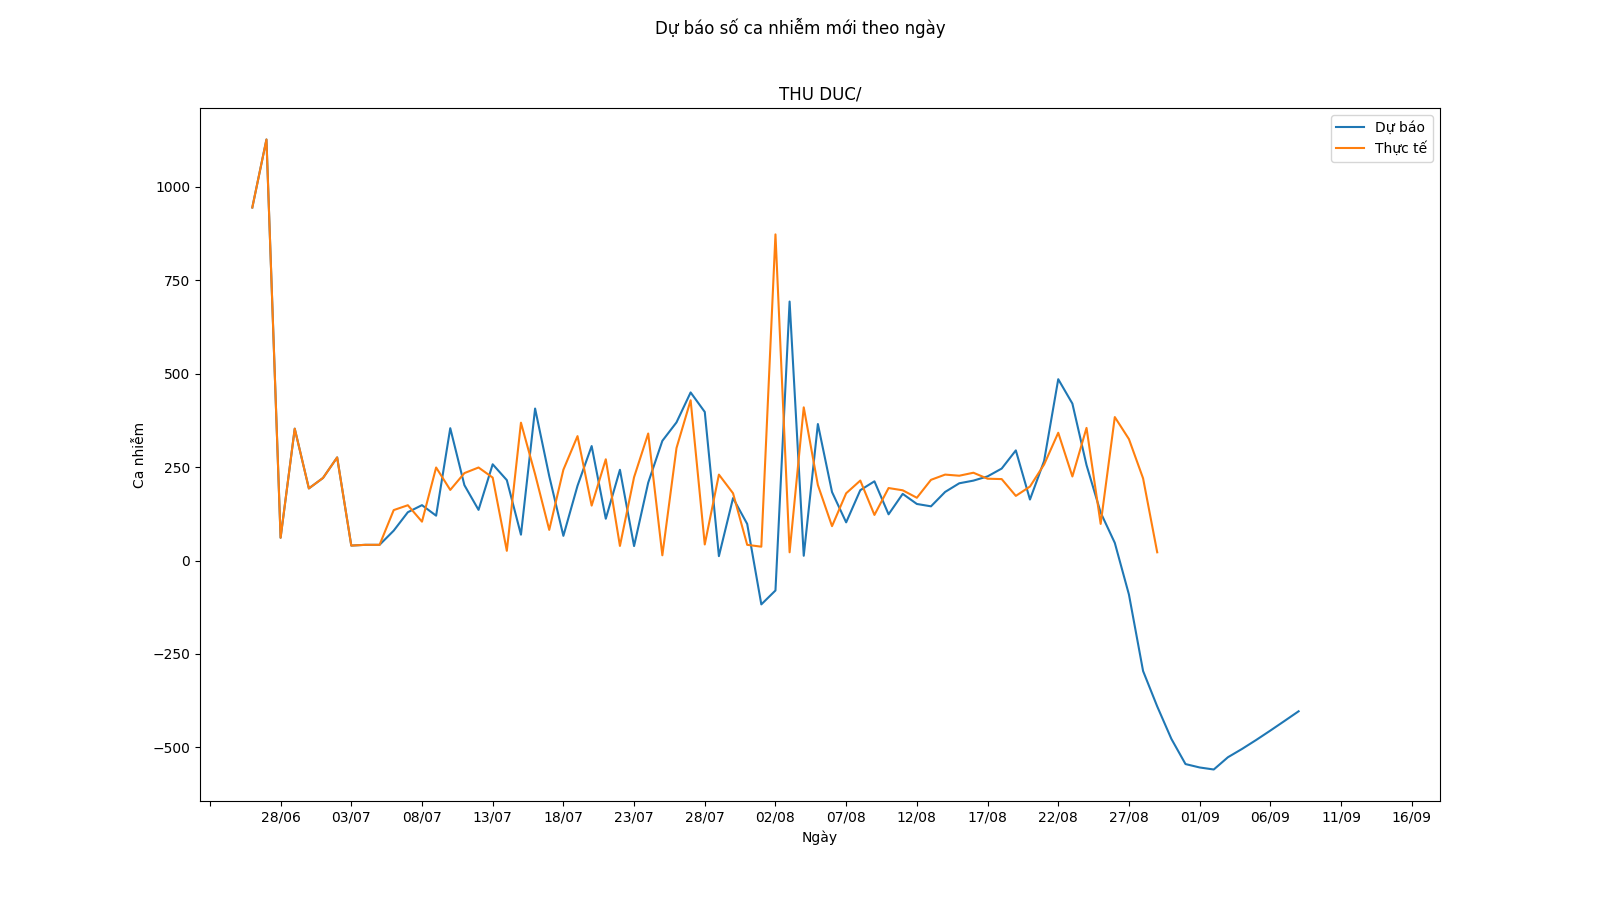 Dự báo số ca nhiễm mới theo ngày
THU DUC/
Dự báo
Thực tế
1000
750
500
250
0
−250
−500
Ca nhiễm
28/06 03/07 08/07 13/07 18/07 23/07 28/07 02/08 07/08 12/08 17/08 22/08 27/08 01/09 06/09 11/09 16/09
Ngày